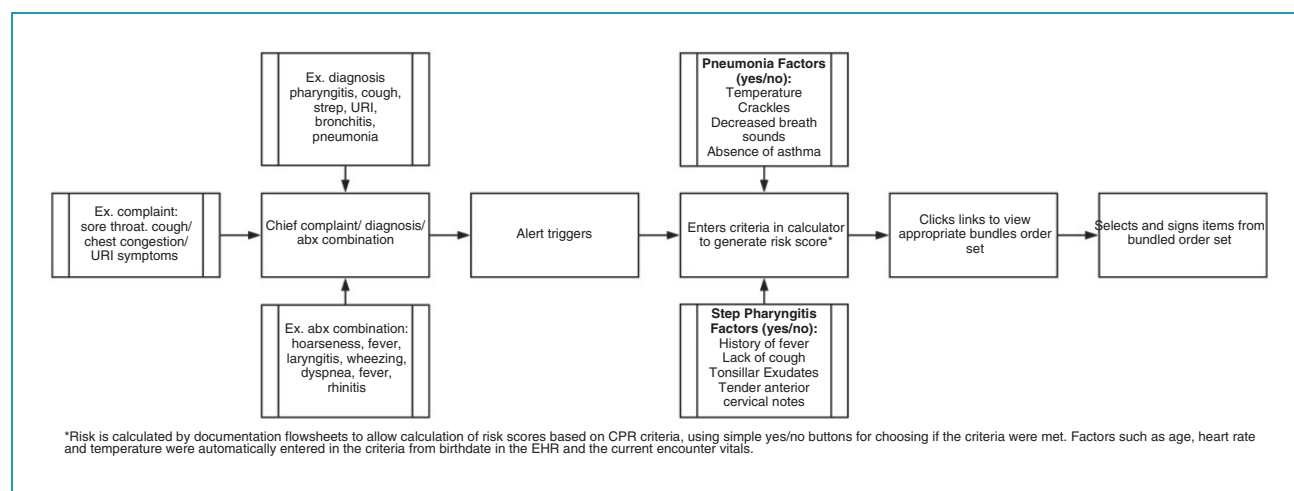 Ex. diagnosis
pharyngitis, cough,
strep, URI,
bronchitis,
pneumonia
Pneumonia Factors
(yes/no):
Temperature
Crackles
Decreased breath
sounds
Absence of asthma
Ex. complaint:
sore throat. cough/
chest congestion/
URI symptoms
Chief complaint/ diagnosis/
abx combination
Alert triggers
Enters criteria in calculator
to generate risk score*
Clicks links to view
appropriate bundles order
set
Selects and signs items from
bundled order set
Ex. abx combination:
hoarseness, fever,
laryngitis, wheezing,
dyspnea, fever,
rhinitis
Step Pharyngitis
Factors (yes/no):
History of fever
Lack of cough
Tonsillar Exudates
Tender anterior
cervical notes
*Risk is calculated by documentation flowsheets to allow calculation of risk scores based on CPR criteria, using simple yes/no buttons for choosing if the criteria were met. Factors such as age, heart rate
and temperature were automatically entered in the criteria from birthdate in the EHR and the current encounter vitals.